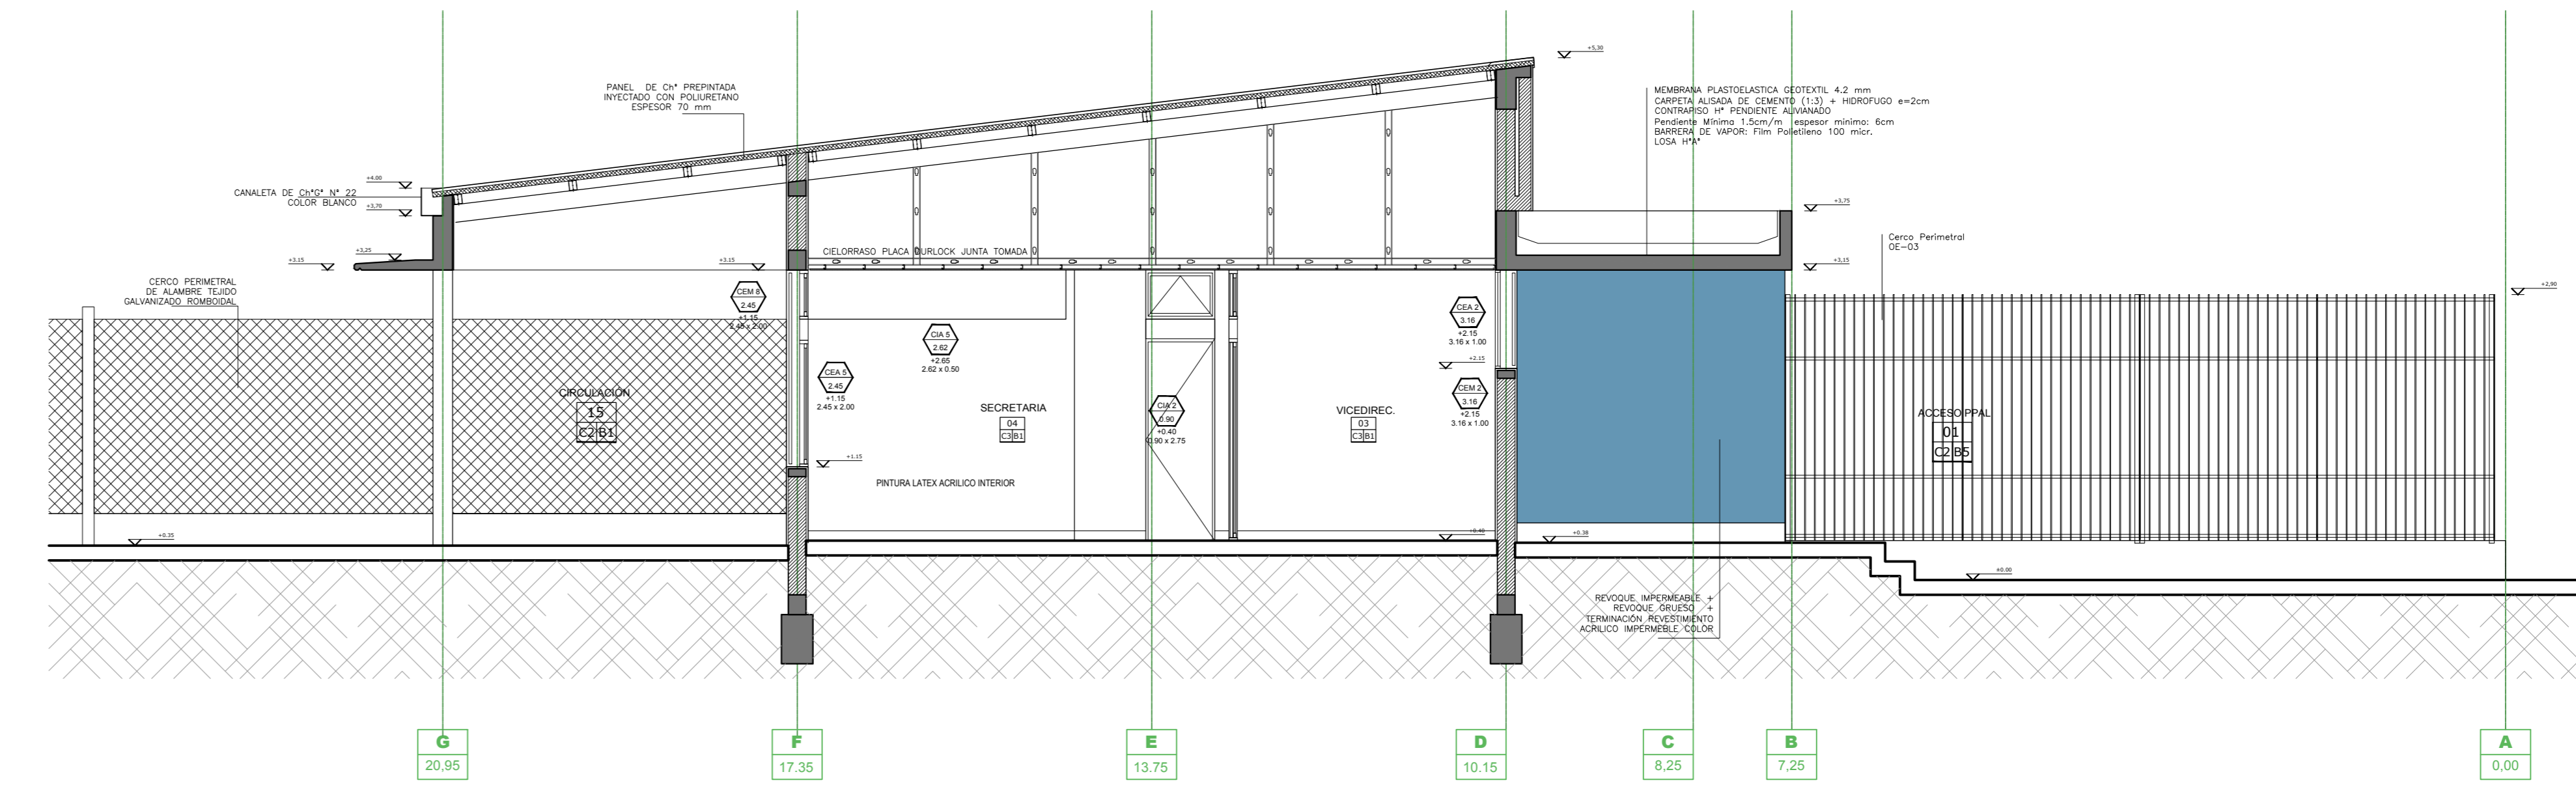 +5,30
PANEL DE Ch* PREPINTADA
INYECTADO CON POLIURETANO
ESPESOR 70 mm
MEMBRANA PLASTOELASTICA GEOTEXTIL 4.2 mm
CARPETA ALISADA DE CEMENTO (1:3) + HIDROFUGO e=2cm
CONTRAPISO H* PENDIENTE ALIVIANADO
Pendiente Mínima 1.5cm/m espesor minimo: 6cm
BARRERA DE VAPOR: Film Polietileno 100 micr.
LOSA H*A*
+4.00
CANALETA DE Ch*G* N* 22
COLOR BLANCO
+3,70
+3,75
Cerco Perimetral
OE-03
+3,25
+3.15
+3.15
CIELORRASO PLACA DURLOCK JUNTA TOMADA
+3,15
+2,90
CERCO PERIMETRAL
DE ALAMBRE TEJIDO
GALVANIZADO ROMBOIDAL
CEM 8
2.45
+1.15
2.45 x 2.00
CIA 5
2.62
+2.65
2.62 x 0.50
CEA 2
3.16
+2.15
3.16 x 1.00
+2.15
CEA 5
2.45
+1.15
2.45 x 2.00
CEM 2
3.16
+2.15
3.16 x 1.00
CIRCULACIÓN
15
C2 B1
SECRETARIA
04
C3 B1
CIA 2
0.90
+0.40
0.90 x 2.75
VICEDIREC.
03
C3 B1
ACCESO PPAL
01
C2 B5
+1.15
PINTURA LATEX ACRILICO INTERIOR
+0.35
+0.40
+0.38
+0.00
REVOQUE IMPERMEABLE +
REVOQUE GRUESO +
TERMINACIÓN REVESTIMIENTO
ACRILICO IMPERMEBLE COLOR
G
20,95
F
17.35
E
13.75
D
10.15
C
8,25
B
7,25
A
0,00